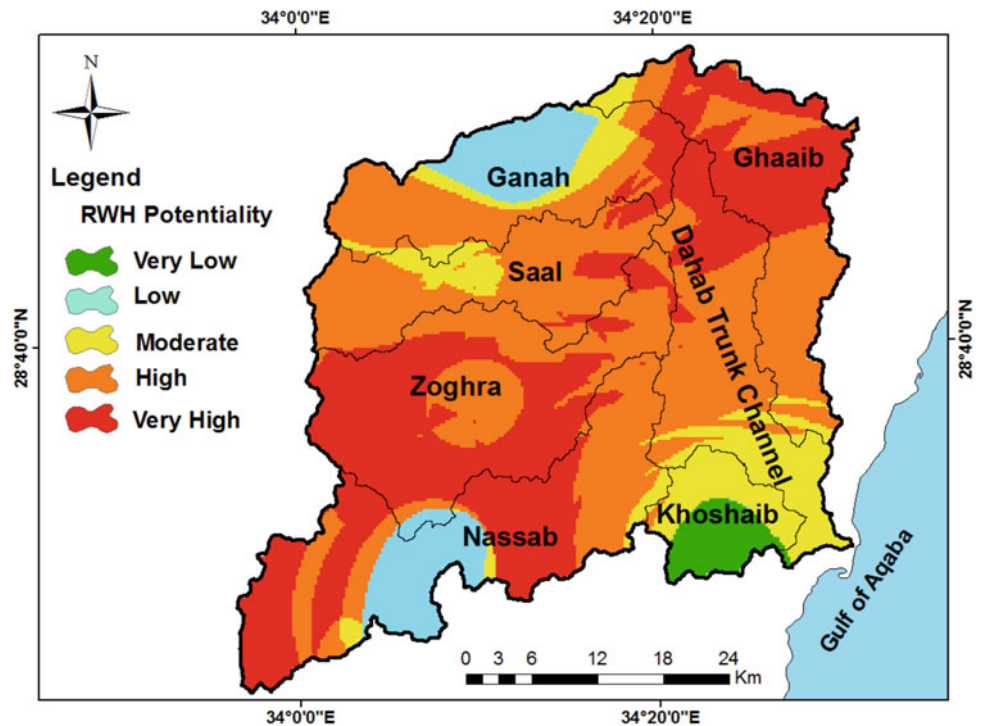 34°0'0"E
34°20'0"E
N
Legend
RWH Potentiality
Very Low
Low
Moderate
High
Very High
28°40'0"N
28°40'0"N
Ganah
Ghaaib
Saal
Dahab Trunk Channel
Zoghra
Nassab
Khoshaib
Gulf of Aqaba
0 3 6 12 18 24
Km
34°0'0"E
34°20'0"E